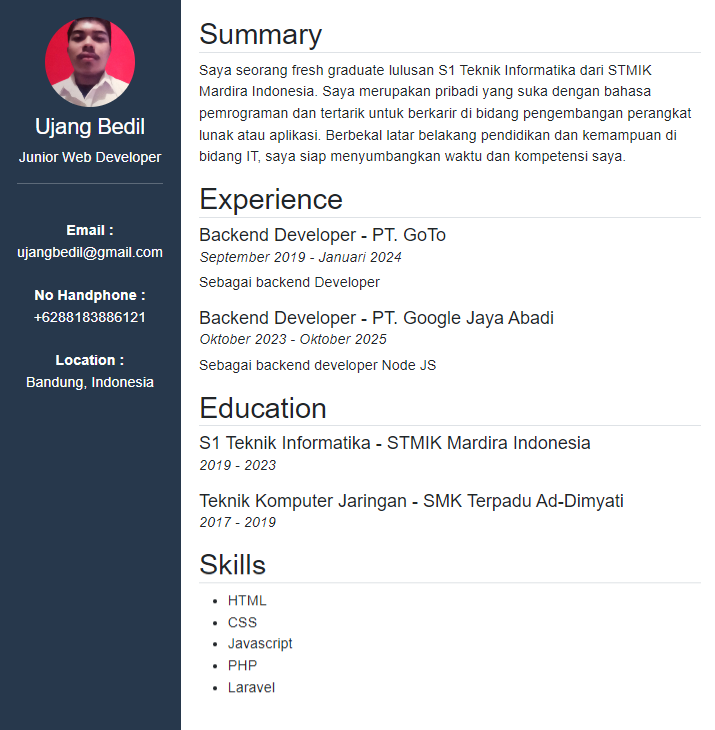 Ujang Bedil
Junior Web Developer
Email :
ujangbedil@gmail.com
No Handphone :
+6288183886121
Location :
Bandung, Indonesia
Summary
Saya seorang fresh graduate lulusan S1 Teknik Informatika dari STMIK
Mardira Indonesia. Saya merupakan pribadi yang suka dengan bahasa
pemrograman dan tertarik untuk berkarir di bidang pengembangan perangkat
lunak atau aplikasi. Berbekal latar belakang pendidikan dan kemampuan di
bidang IT, saya siap menyumbangkan waktu dan kompetensi saya.
Experience
Backend Developer - PT. GoTo
September 2019 - Januari 2024
Sebagai backend Developer
Backend Developer - PT. Google Jaya Abadi
Oktober 2023 - Oktober 2025
Sebagai backend developer Node JS
Education
S1 Teknik Informatika - STMIK Mardira Indonesia
2019 - 2023
Teknik Komputer Jaringan - SMK Terpadu Ad-Dimyati
2017 - 2019
Skills
• HTML
• CSS
• Javascript
• PHP
• Laravel